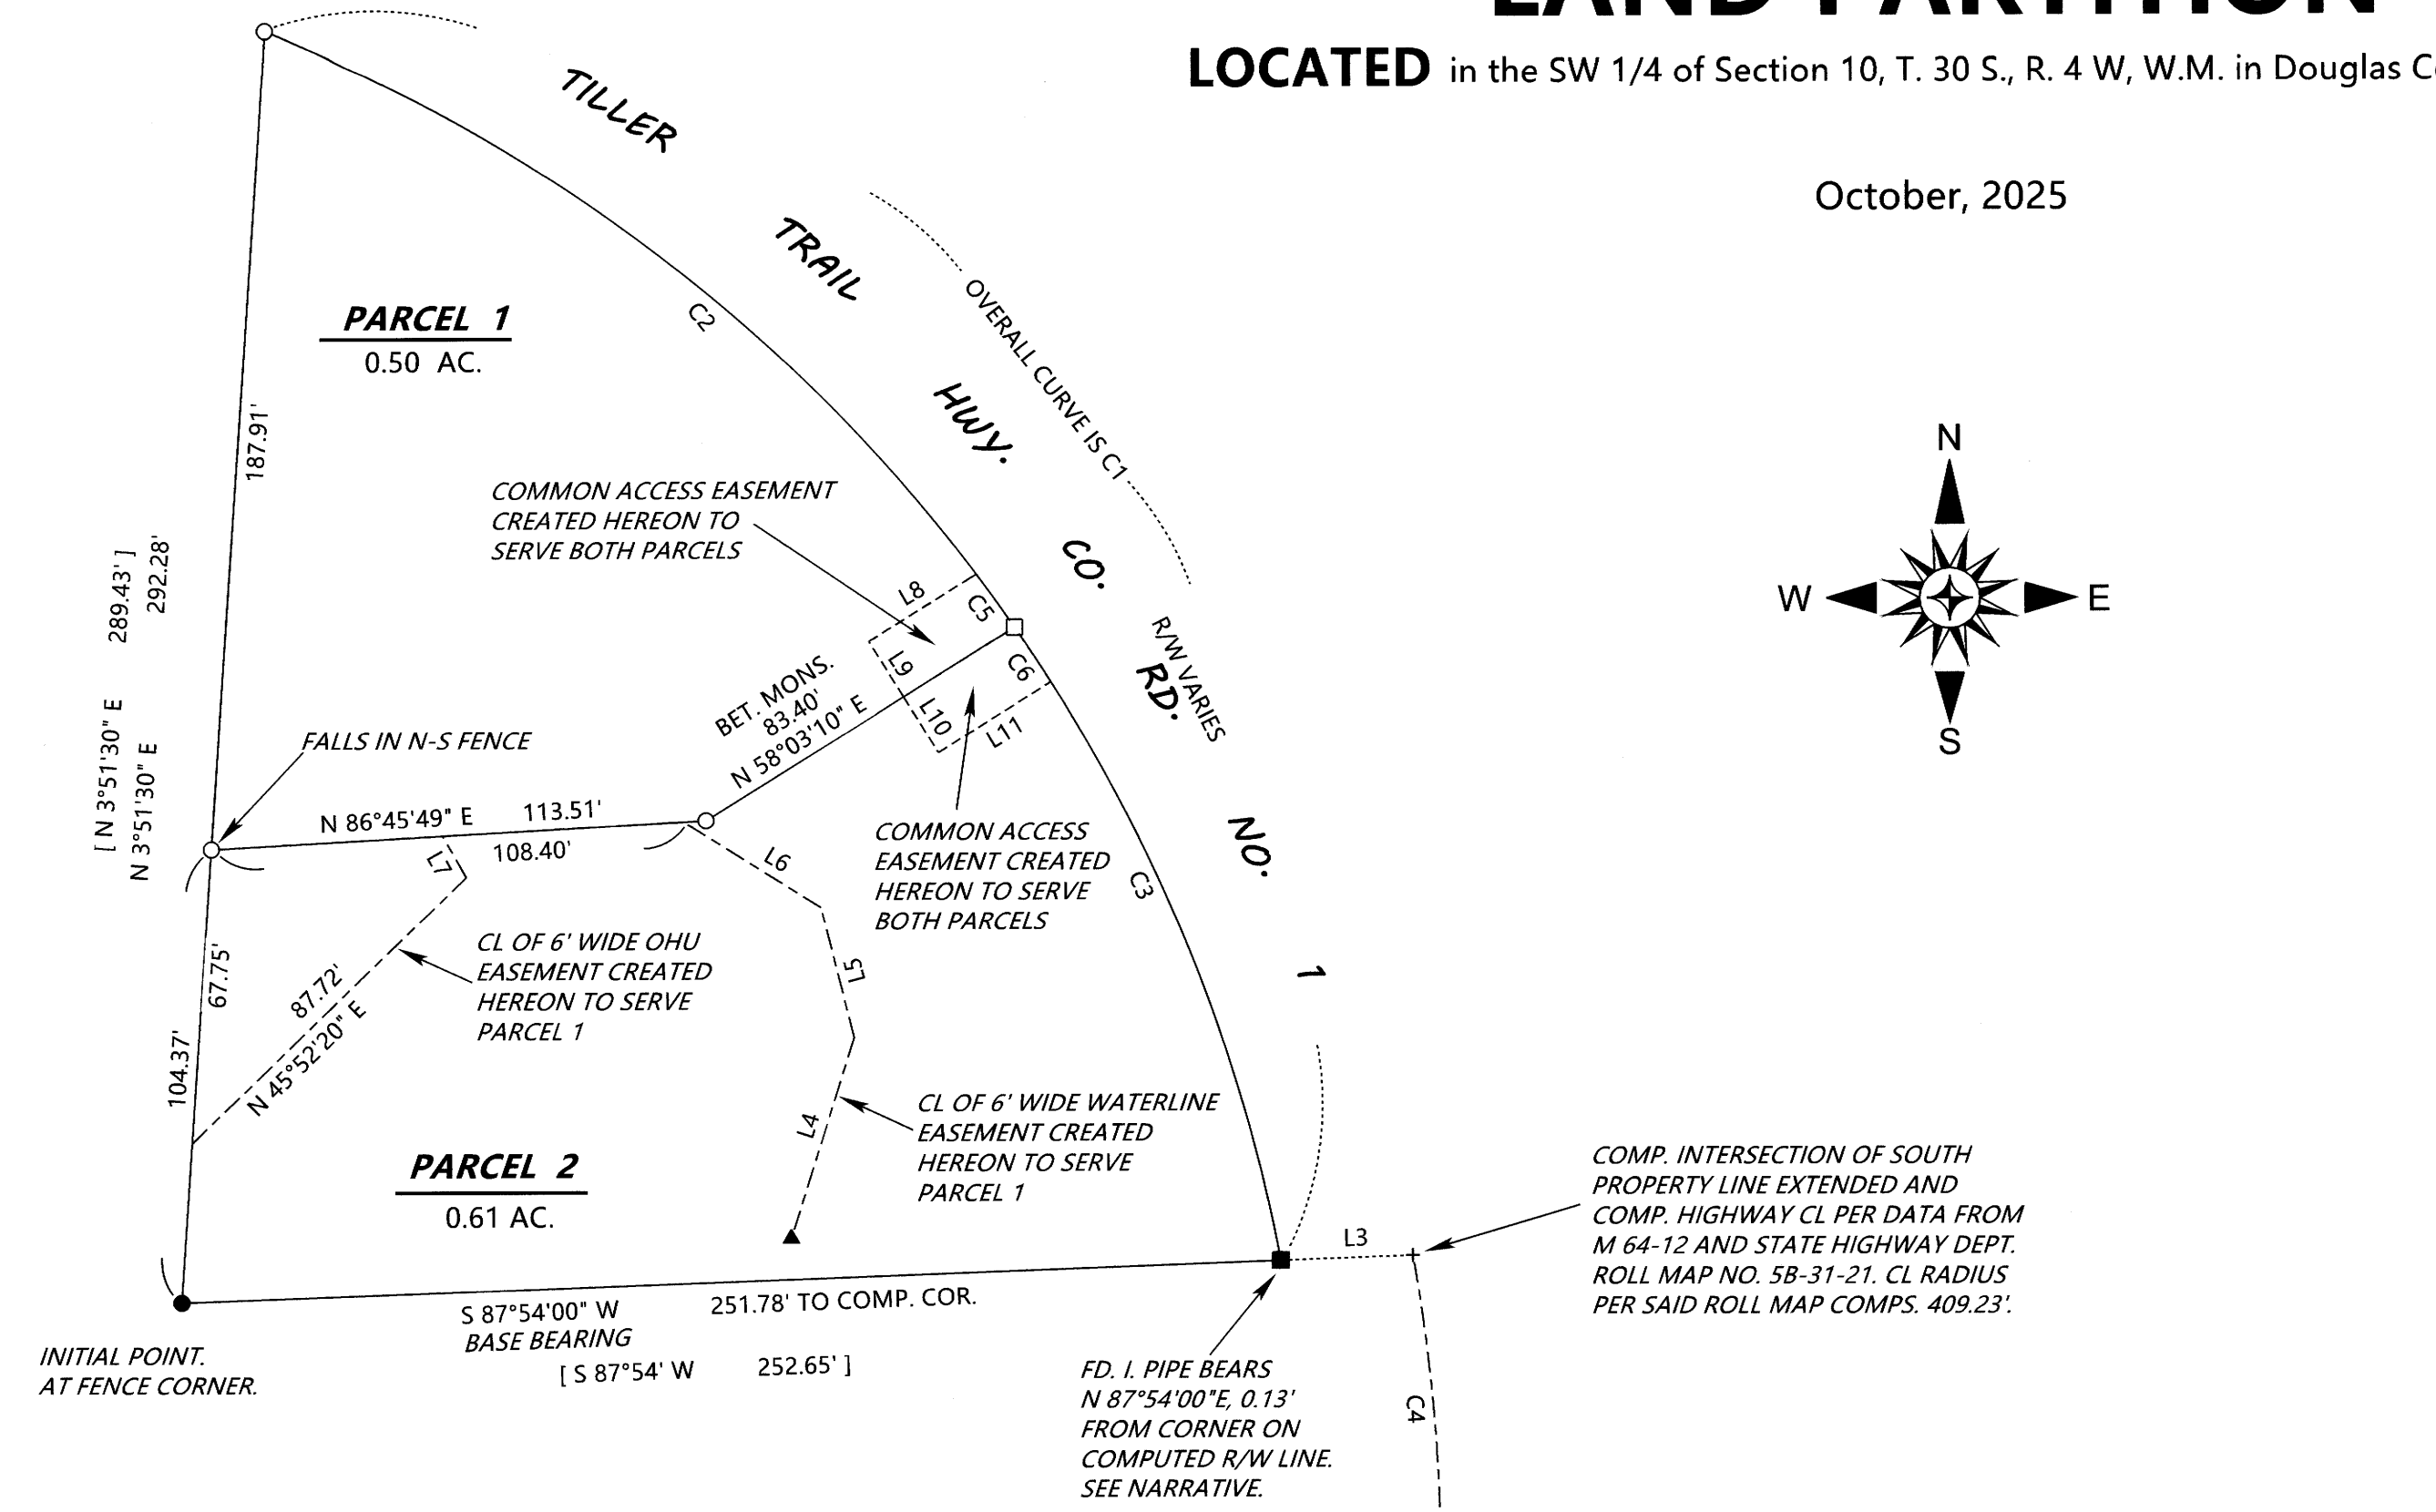 LAND PARTITION
LOCATED in the SW 1/4 of Section 10, T. 30 S., R. 4 W, W.M. in Douglas
October, 2025
TILLER
TRAIL
HWY.
CO.
RD.
NO.
1
R/W VARIES
OVERALL CURVE IS C1
C2
PARCEL 1
0.50 AC.
187.91'
COMMON ACCESS EASEMENT
CREATED HEREON TO
SERVE BOTH PARCELS
N
W
E
S
[ N 3°51'30" E 289.43' ]
N 3°51'30" E 292.28'
L8
C5
L9
C6
L10
L11
BET. MONS.
83.40'
N 58°03'10" E
FALLS IN N-S FENCE
N 86°45'49" E 113.51'
108.40'
L7
L6
COMMON ACCESS
EASEMENT CREATED
HEREON TO SERVE
BOTH PARCELS
C3
CL OF 6' WIDE OHU
EASEMENT CREATED
HEREON TO SERVE
PARCEL 1
L5
67.75'
87.72'
N 45°52'20" E
104.37'
L4
CL OF 6' WIDE WATERLINE
EASEMENT CREATED
HEREON TO SERVE
PARCEL 1
PARCEL 2
0.61 AC.
L3
COMP. INTERSECTION OF SOUTH
PROPERTY LINE EXTENDED AND
COMP. HIGHWAY CL PER DATA FROM
M 64-12 AND STATE HIGHWAY DEPT.
ROLL MAP NO. 5B-31-21. CL RADIUS
PER SAID ROLL MAP COMPS. 409.23'.
S 87°54'00" W 251.78' TO COMP. COR.
BASE BEARING
[ S 87°54' W 252.65' ]
INITIAL POINT.
AT FENCE CORNER.
FD. I. PIPE BEARS
N 87°54'00"E, 0.13'
FROM CORNER ON
COMPUTED R/W LINE.
SEE NARRATIVE.
C4